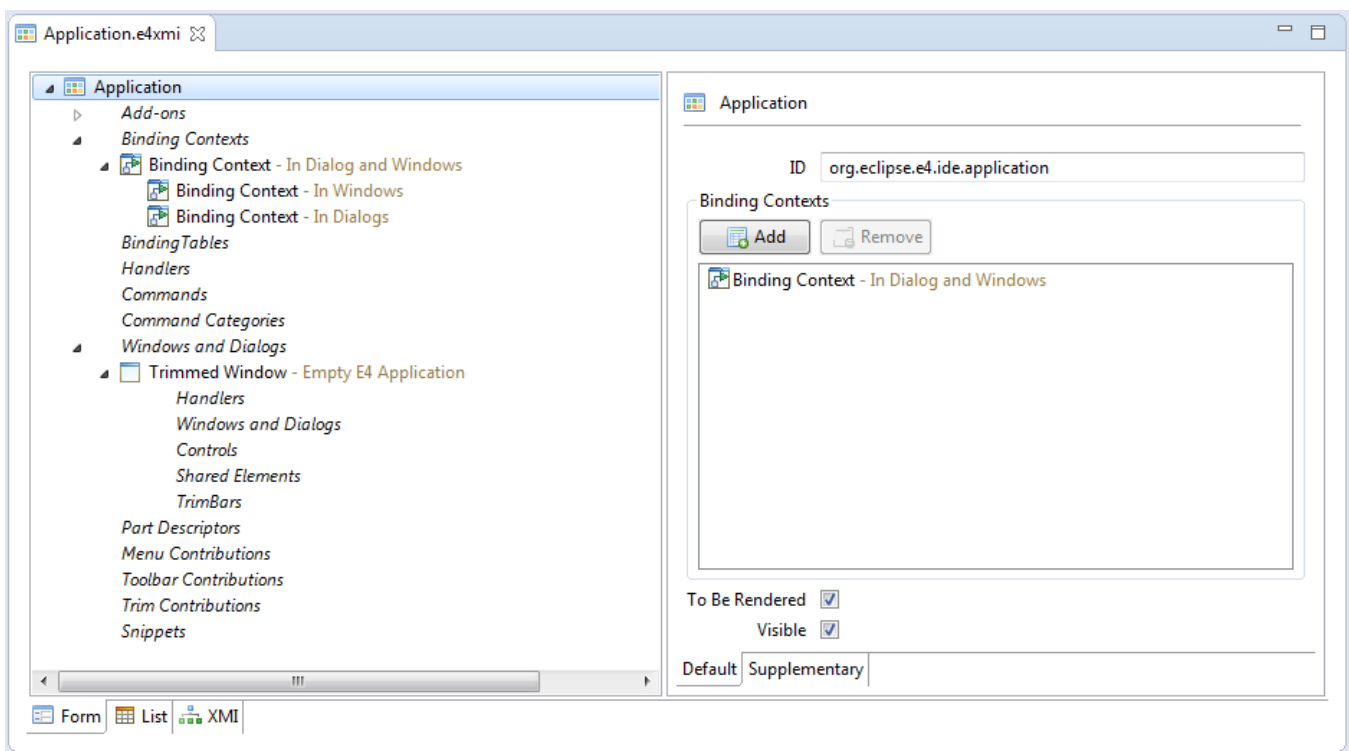 Application.e4xmi
Application
Add-ons
Binding Contexts
Binding Context - In Dialog and Windows
Binding Context - In Windows
Binding Context - In Dialogs
BindingTables
Handlers
Commands
Command Categories
Windows and Dialogs
Trimmed Window - Empty E4 Application
Handlers
Windows and Dialogs
Controls
Shared Elements
TrimBars
Part Descriptors
Menu Contributions
Toolbar Contributions
Trim Contributions
Snippets
Application
ID org.eclipse.e4.ide.application
Binding Contexts
Add Remove
Binding Context - In Dialog and Windows
To Be Rendered
Visible
Default Supplementary
Form List XMI